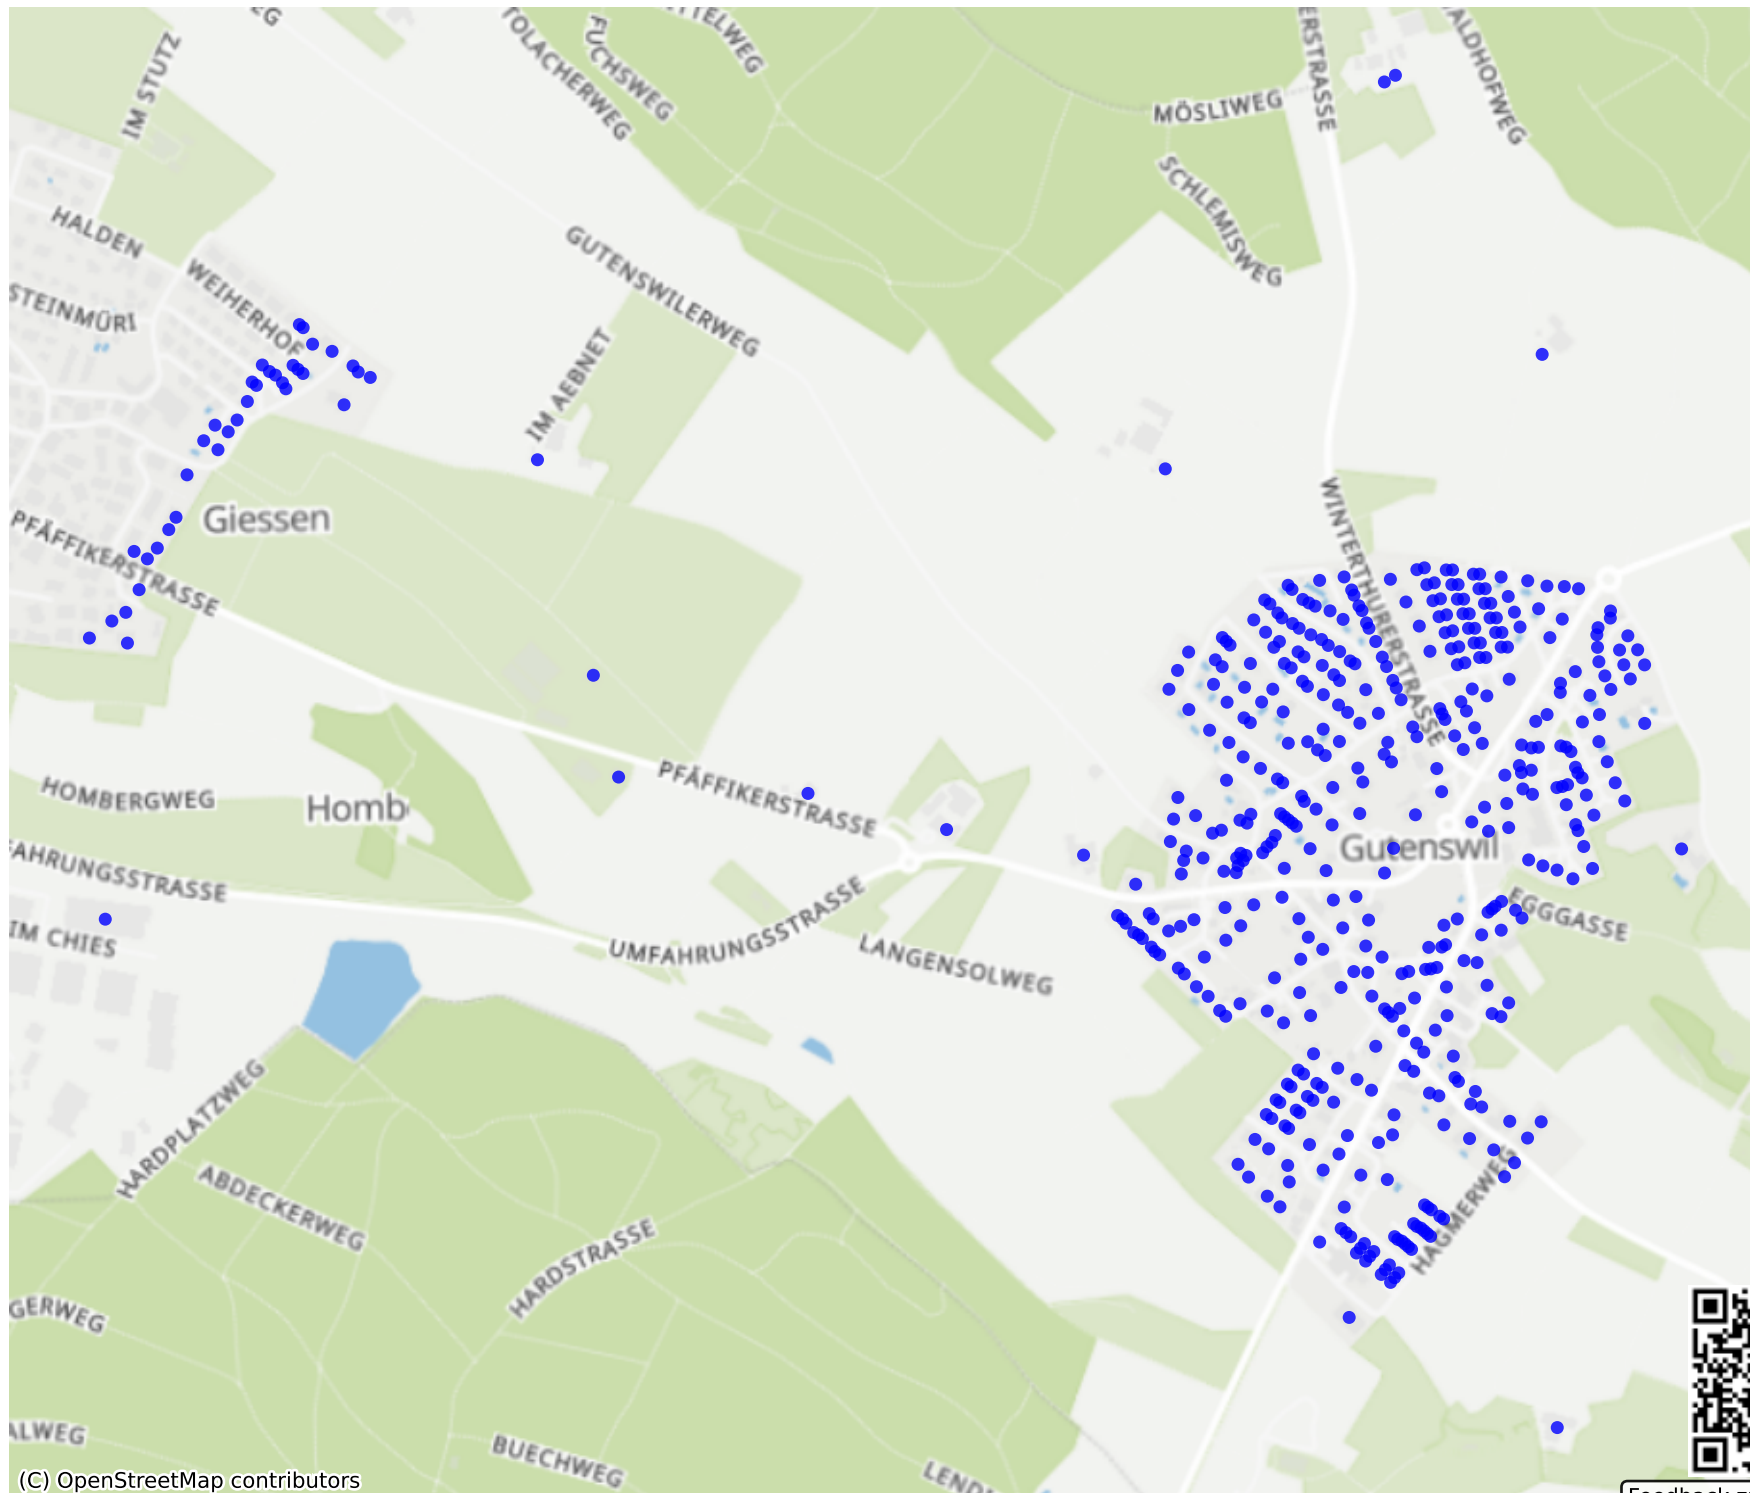 IM STUTZ
FUCHSWEG
MÖSLIWEG
SCHLEMISWEG
HALDEN
WEIHERHOF
STEINMÜRI
GUTENSWILERWEG
IM AEBNET
WINTERTHURERSTRASSE
Giessen
PFÄFFIKERSTRASSE
HOMBERGWEG
Homb
PFÄFFIKERSTRASSE
Gutenswil
EGGGASSE
IM CHIES
UMFAHRUNGSSTRASSE
LANGENSOLWEG
HARDPLATZWEG
ABDECKERWEG
HARDSTRASSE
HAGMERWEG
BUECHWEG
(C) OpenStreetMap contributors